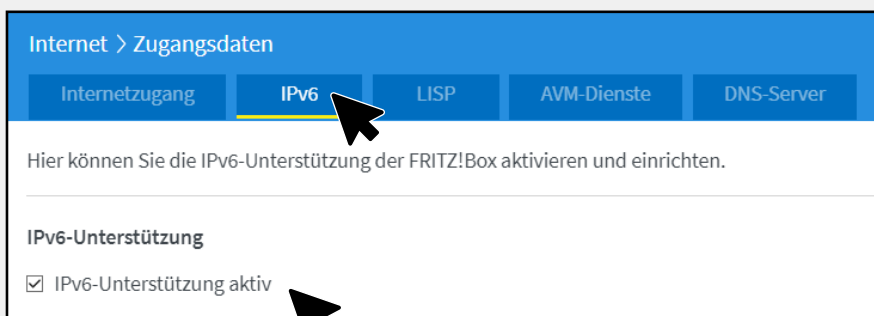 Internet > Zugangsdaten
Internetzugang IPv6 LISP AVM-Dienste DNS-Server
Hier können Sie die IPv6-Unterstützung der FRITZ!Box aktivieren und einrichten.
IPv6-Unterstützung
IPv6-Unterstützung aktiv